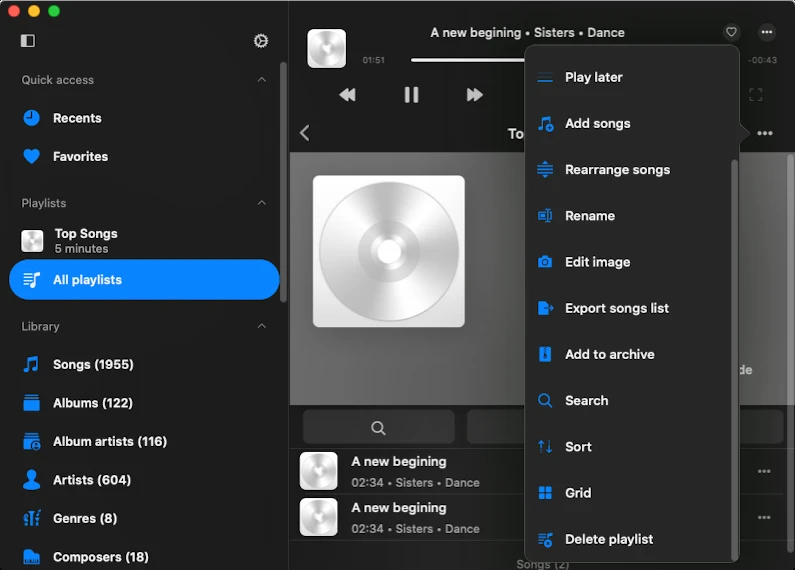 Quick access
Recents
Favorites
Playlists
Top Songs
5 minutes
All playlists
Library
Songs (1955)
Albums (122)
Album artists (116)
Artists (604)
Genres (8)
Composers (18)
A new begining • Sisters • Dance
01:51
-00:43
To
Play later
Add songs
Rearrange songs
Rename
Edit image
Export songs list
Add to archive
Search
Sort
Grid
Delete playlist
de
A new begining
02:34 • Sisters • Dance
A new begining
02:34 • Sisters • Dance
Songs (2)